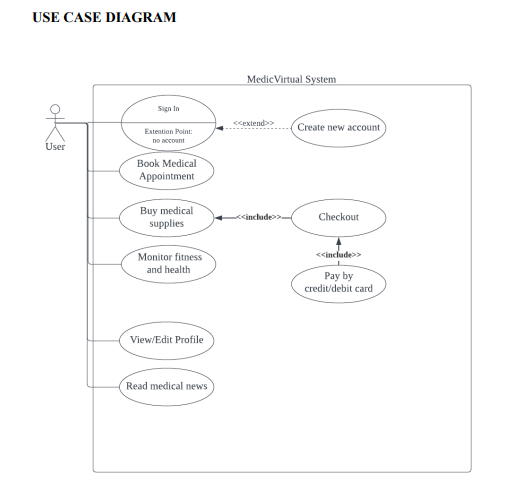 USE CASE DIAGRAM
MedicVirtual System
Sign In
Extention Point:
no account
<<extend>>
Create new account
User
Book Medical
Appointment
Buy medical
supplies
<<include>>
Checkout
<<include>>
Monitor fitness
and health
Pay by
credit/debit card
View/Edit Profile
Read medical news